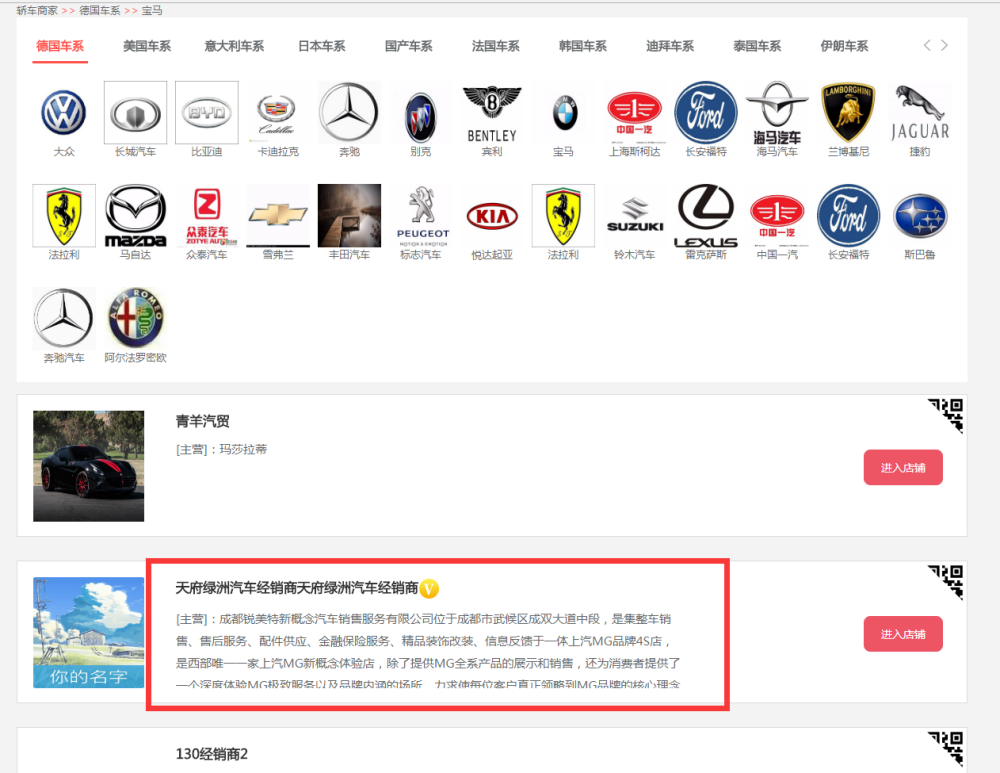 轿车商家 >> 德国车系 >> 宝马
德国车系 美国车系 意大利车系 日本车系 国产车系 法国车系 韩国车系 迪拜车系 泰国车系 伊朗车系
BYD Cadillac BENTLEY 中国一汽 Ford 海马汽车 LAMBORGHINI JAGUAR
大众 长城汽车 比亚迪 卡迪拉克 奔驰 别克 宾利 宝马 上海斯柯达 长安福特 海马汽车 兰博基尼 捷豹
mazda 众泰汽车 ZOTYE AUTO PEUGEOT MOTION & EMOTION KIA SUZUKI LEXUS 中国一汽 Ford
法拉利 马自达 众泰汽车 雪弗兰 丰田汽车 标志汽车 悦达起亚 法拉利 铃木汽车 雷克萨斯 中国一汽 长安福特 斯巴鲁
ALFA ROMEO
奔驰汽车 阿尔法罗密欧
青羊汽贸
[主营]：玛莎拉蒂
进入店铺
天府绿洲汽车经销商天府绿洲汽车经销商 V
[主营]：成都锐美特新概念汽车销售服务有限公司位于成都市武候区成双大道中段，是集整车销
售、售后服务、配件供应、金融保险服务、精品装饰改装、信息反馈于一体上汽MG品牌4S店，
是西部唯一一家上汽MG新概念体验店，除了提供MG全系产品的展示和销售，还为消费者提供了
一个深度体验MG极致服务以及品牌内涵的场所，力求使每位客户真正领略到MG品牌的核心理念
进入店铺
你的名字
130经销商2